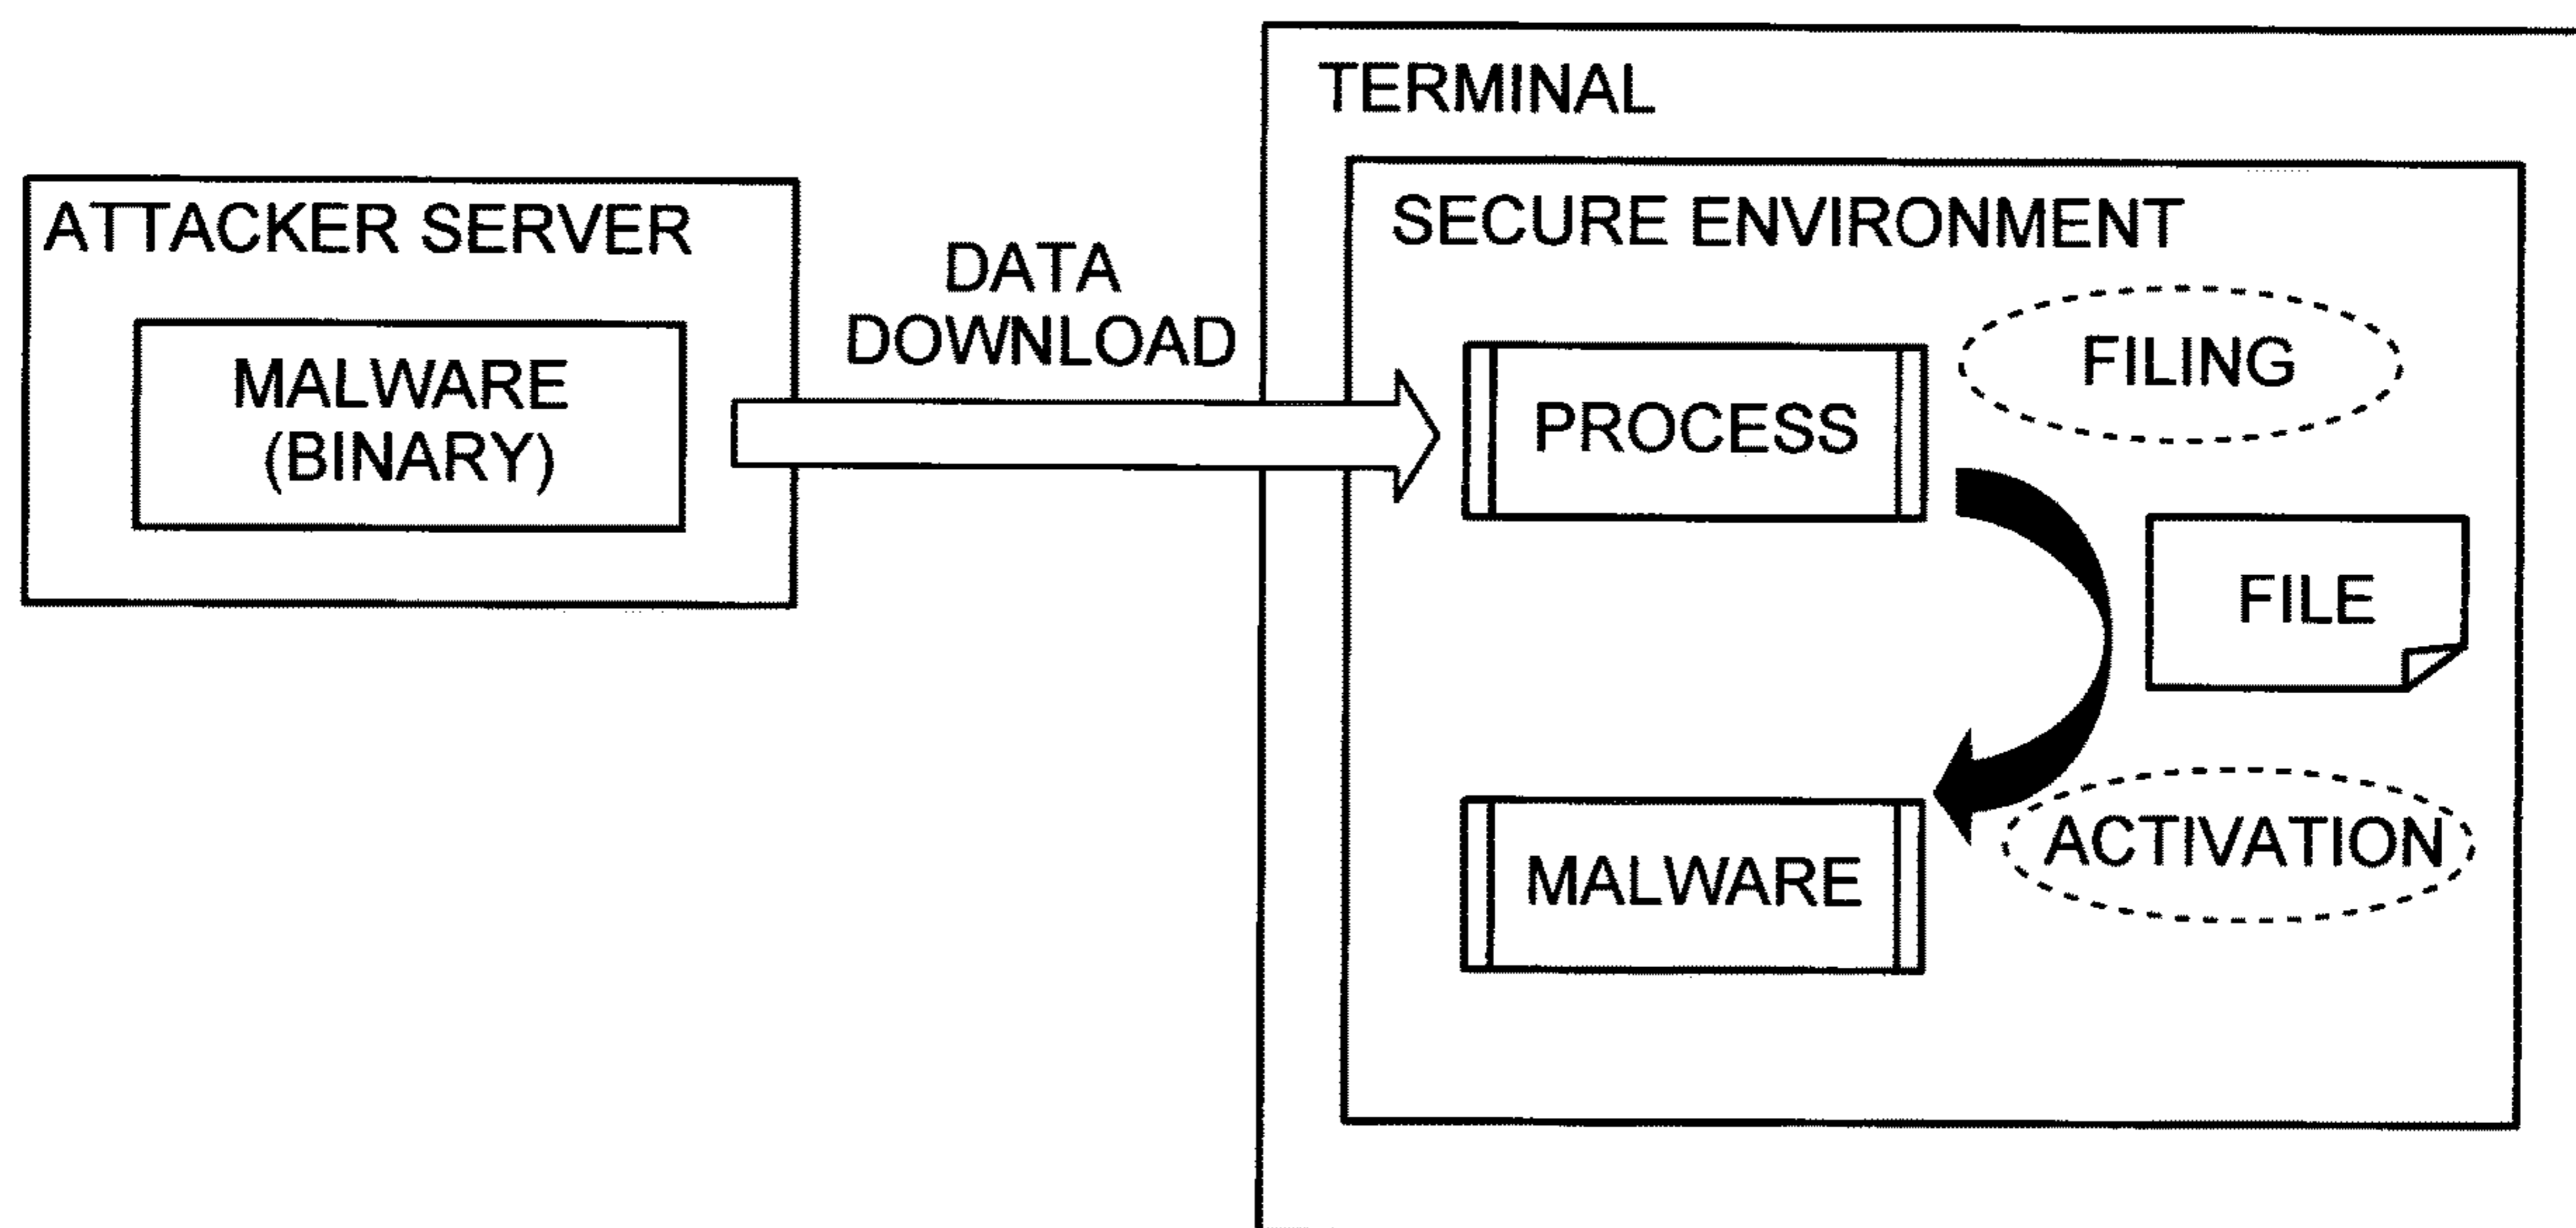 TERMINAL
ATTACKER SERVER
MALWARE
(BINARY)
DATA
DOWNLOAD
SECURE ENVIRONMENT
PROCESS
FILING
FILE
MALWARE
ACTIVATION